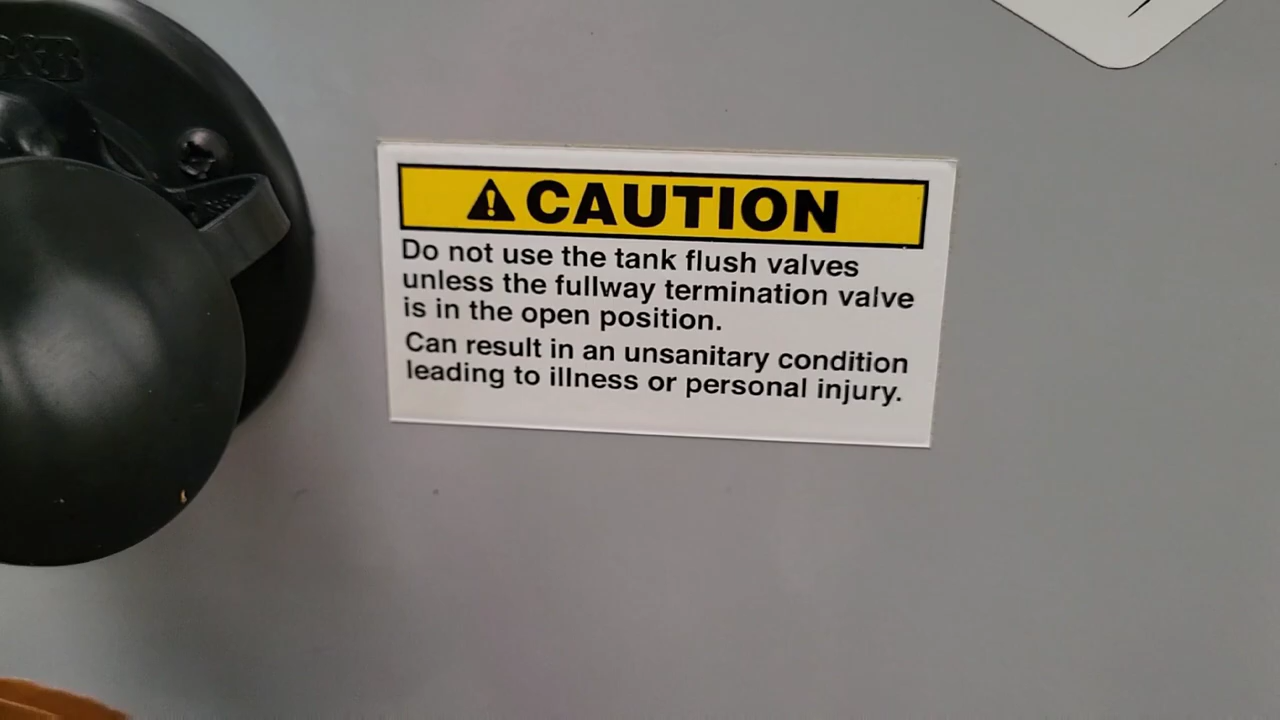 CAUTION
Do not use the tank flush valves
unless the fullway termination valve
is in the open position.
Can result in an unsanitary condition
leading to illness or personal injury.